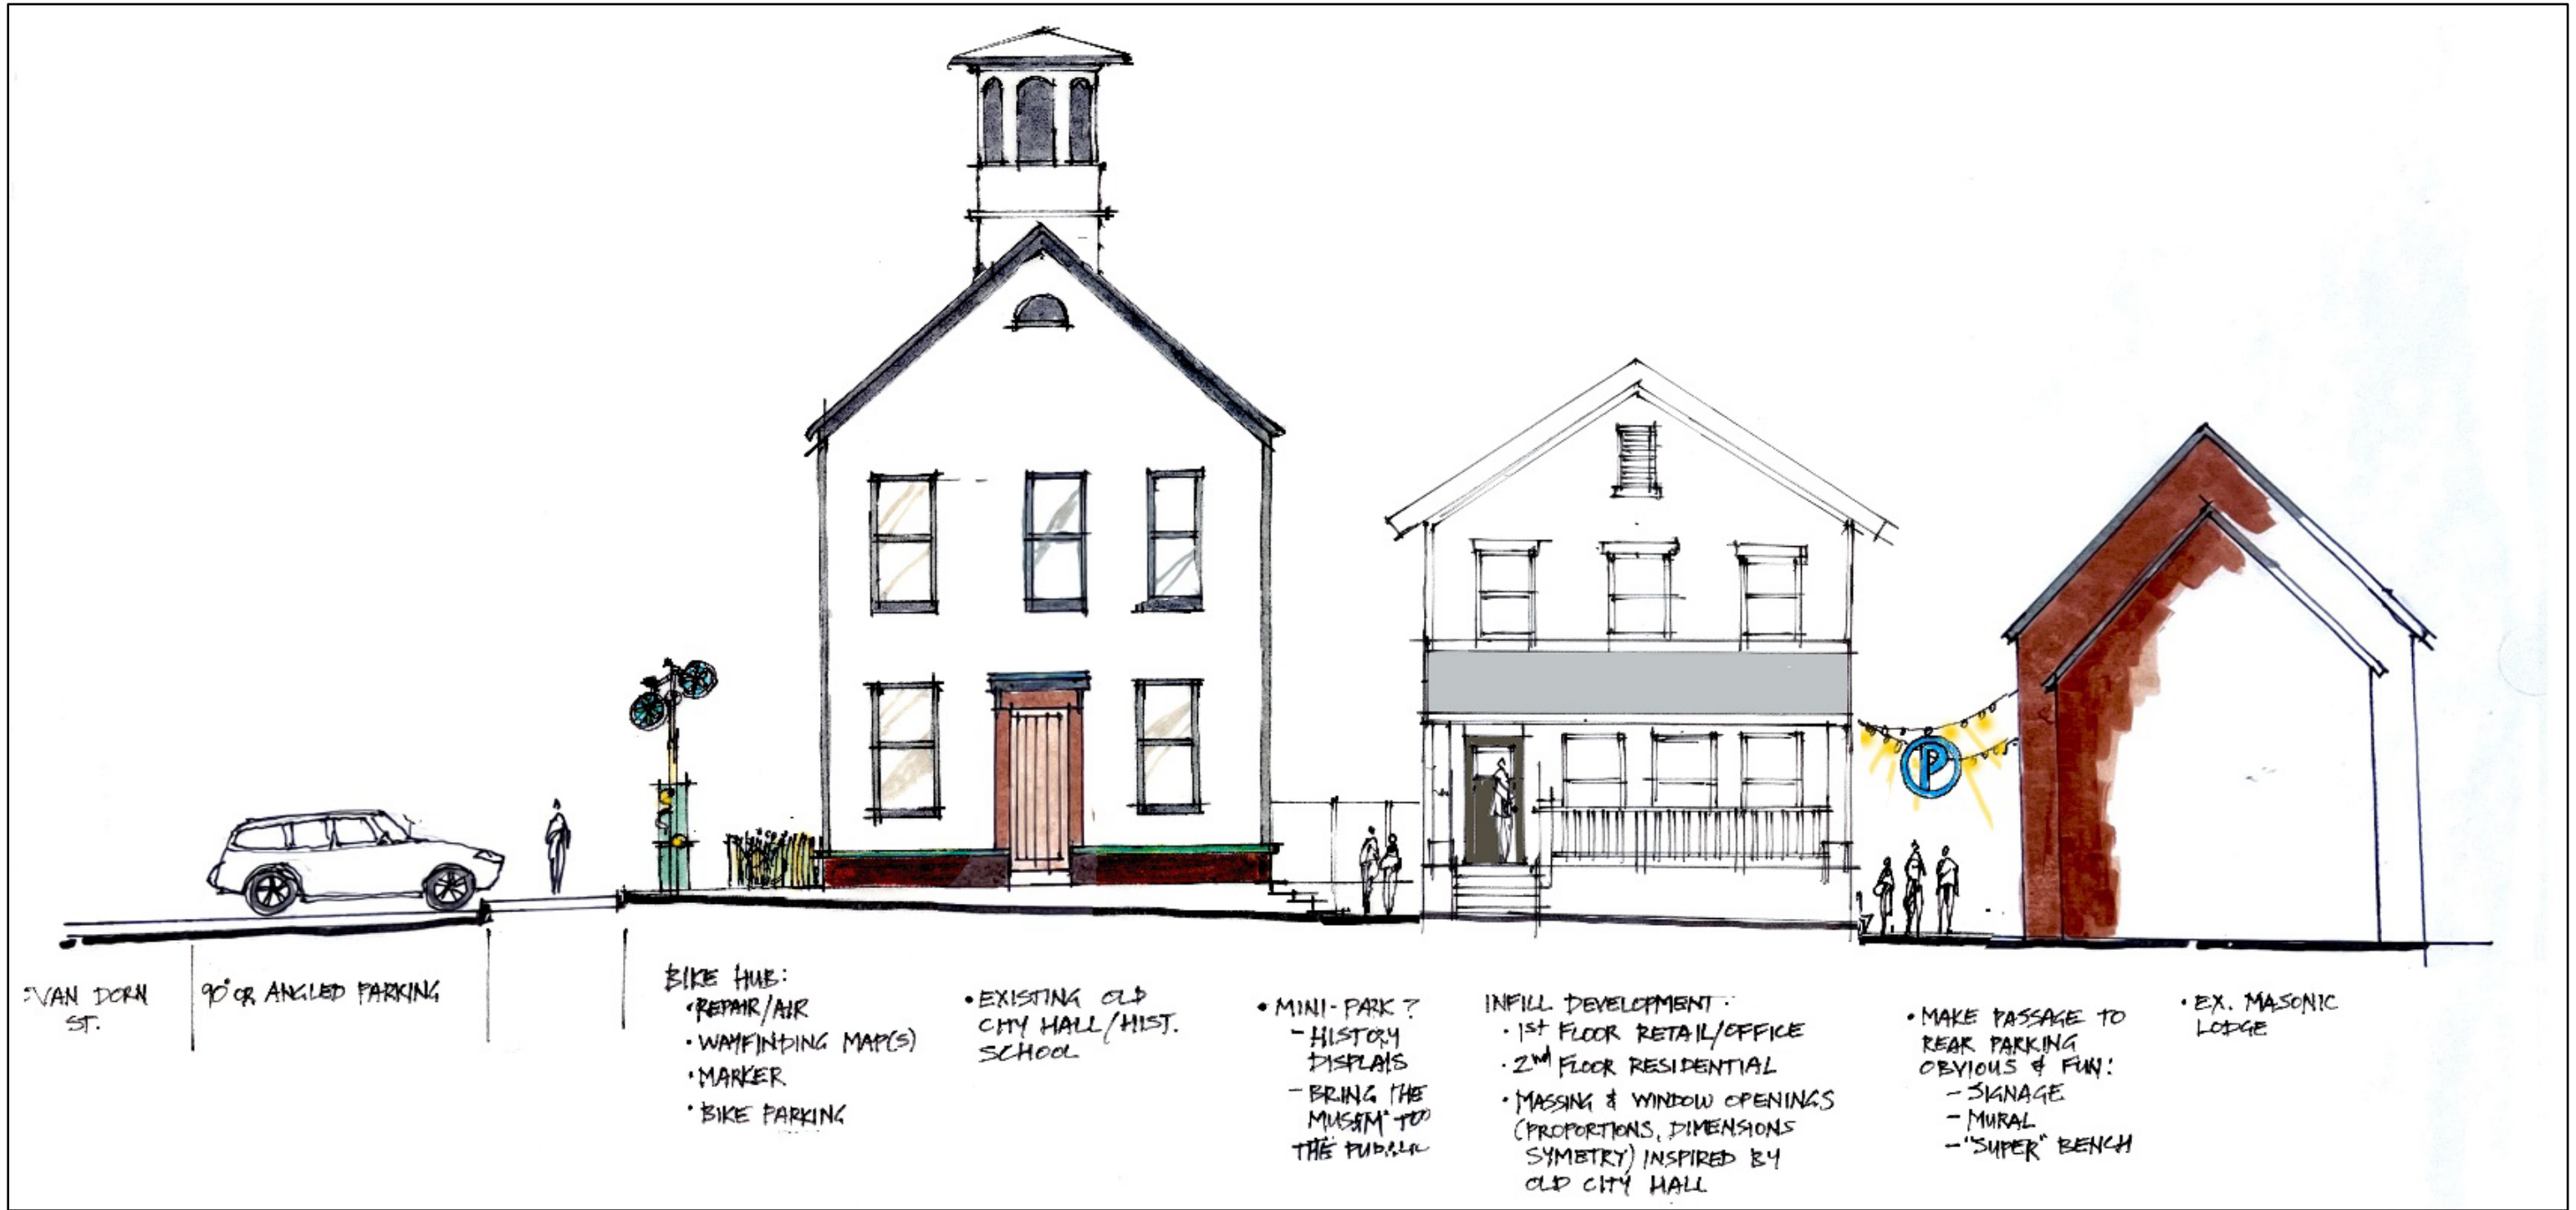 VAN DORN
ST.
90° OR ANGLED PARKING
BIKE HUB:
• REPAIR/AIR
• WAYFINDING MAP(S)
• MARKER
• BIKE PARKING
• EXISTING OLD
CITY HALL/HIST.
SCHOOL
• MINI-PARK?
- HISTORY
DISPLAYS
- BRING THE
MUSEM TO
THE PUBLIC
INFILL DEVELOPMENT:
• 1st FLOOR RETAIL/OFFICE
• 2nd FLOOR RESIDENTIAL
• MASSING & WINDOW OPENINGS
(PROPORTIONS, DIMENSIONS
SYMETRY) INSPIRED BY
OLD CITY HALL
P
• MAKE PASSAGE TO
REAR PARKING
OBVIOUS & FUN:
- SIGNAGE
- MURAL
- "SUPER" BENCH
• EX. MASONIC
LODGE